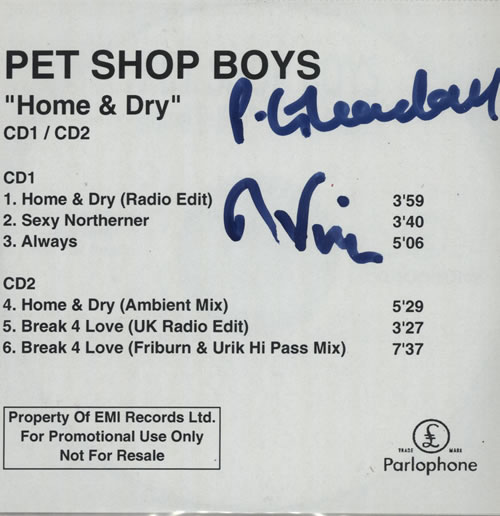 PET SHOP BOYS
"Home & Dry"
CD1 / CD2
CD1
1. Home & Dry (Radio Edit) 3'59
2. Sexy Northerner 3'40
3. Always 5'06
CD2
4. Home & Dry (Ambient Mix) 5'29
5. Break 4 Love (UK Radio Edit) 3'27
6. Break 4 Love (Friburn & Urik Hi Pass Mix) 7'37
Property Of EMI Records Ltd.
For Promotional Use Only
Not For Resale
£
TRADE MARK
Parlophone